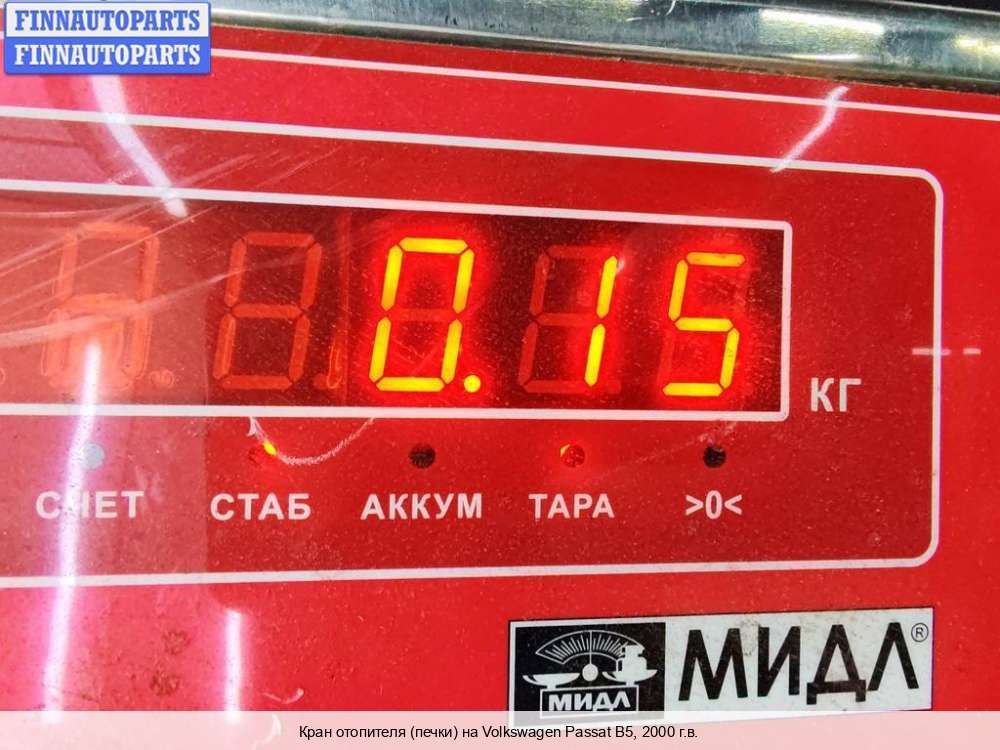 FINNAUTOPARTS
FINNAUTOPARTS
0.15
КГ
СЧЕТ СТАБ АККУМ ТАРА >0<
МИДЛ МИДЛ®
Кран отопителя (печки) на Volkswagen Passat B5, 2000 г.в.